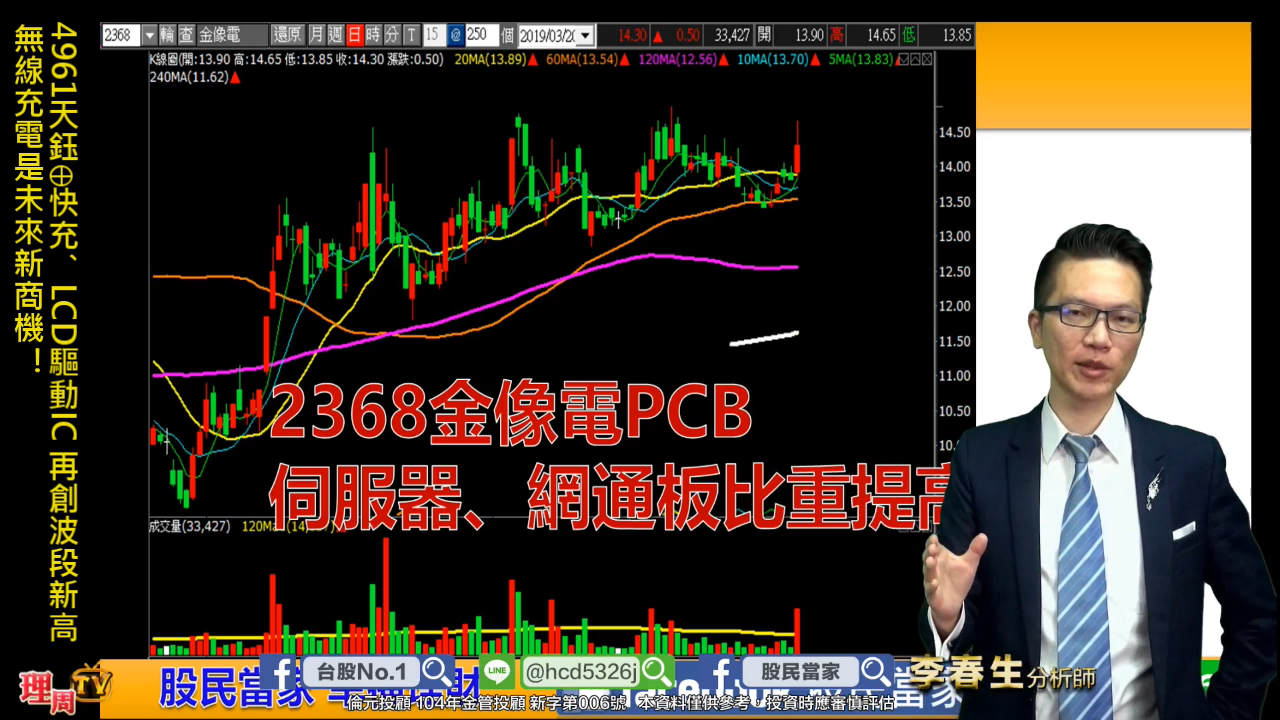 4961天鈺⊕快充、LCD驅動IC 再創波段新高
無線充電是未來新商機！
2368 輪 查 金像電 還原 月 週 日 時 分 T 15 @ 250 個 2019/03/20 14.30 ▲ 0.50 33,427 開 13.90 高 14.65 低 13.85
K線圖(開:13.90 高:14.65 低:13.85 收:14.30 漲跌:0.50) 20MA(13.89)▲ 60MA(13.54)▲ 120MA(12.56)▲ 10MA(13.70)▲ 5MA(13.83)▲
240MA(11.62)▲
14.50
14.00
13.50
13.00
12.50
12.00
11.50
11.00
10.50
2368金像電PCB
伺服器、網通板比重提高
成交量(33,427)
理周TV
股民當家
台股No.1
LINE
@hcd5326j
股民當家
李春生分析師
倫元投顧 104年金管投顧 新字第006號 本資料僅供參考，投資時應審慎評估